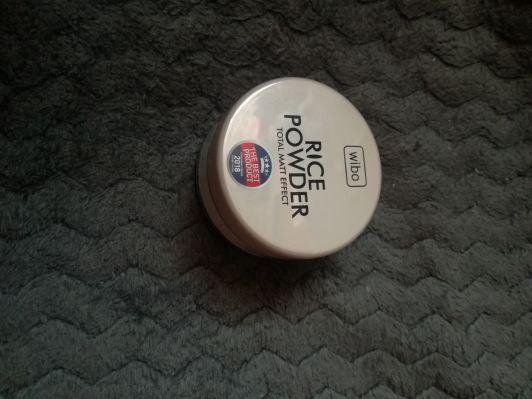 wibo
RICE
POWDER
TOTAL MATT EFFECT
THE BEST
PRODUCT
2018